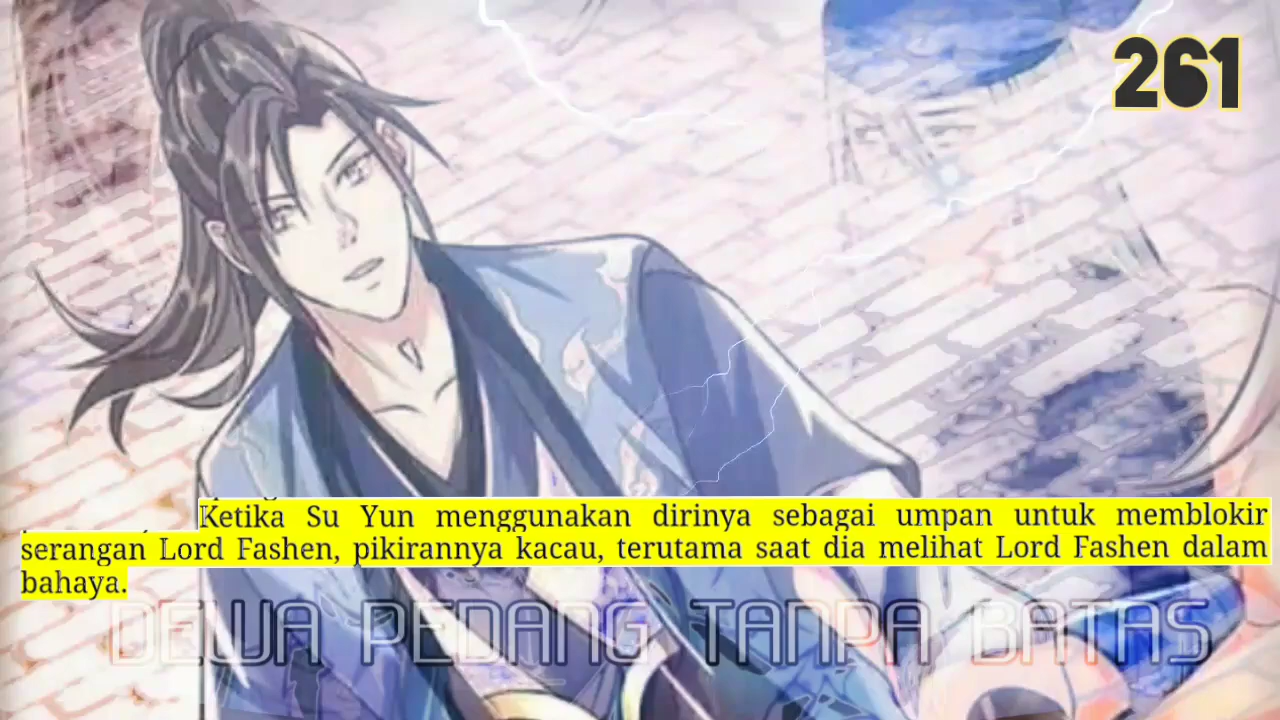 261
Ketika Su Yun menggunakan dirinya sebagai umpan untuk memblokir
serangan Lord Fashen, pikirannya kacau, terutama saat dia melihat Lord Fashen dalam
bahaya.
DEWA PEDANG TANPA BATAS